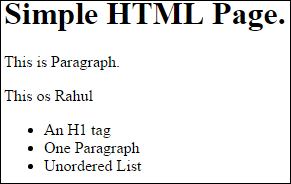 Simple HTML Page.
This is Paragraph.
This os Rahul
An H1 tag
One Paragraph
Unordered List